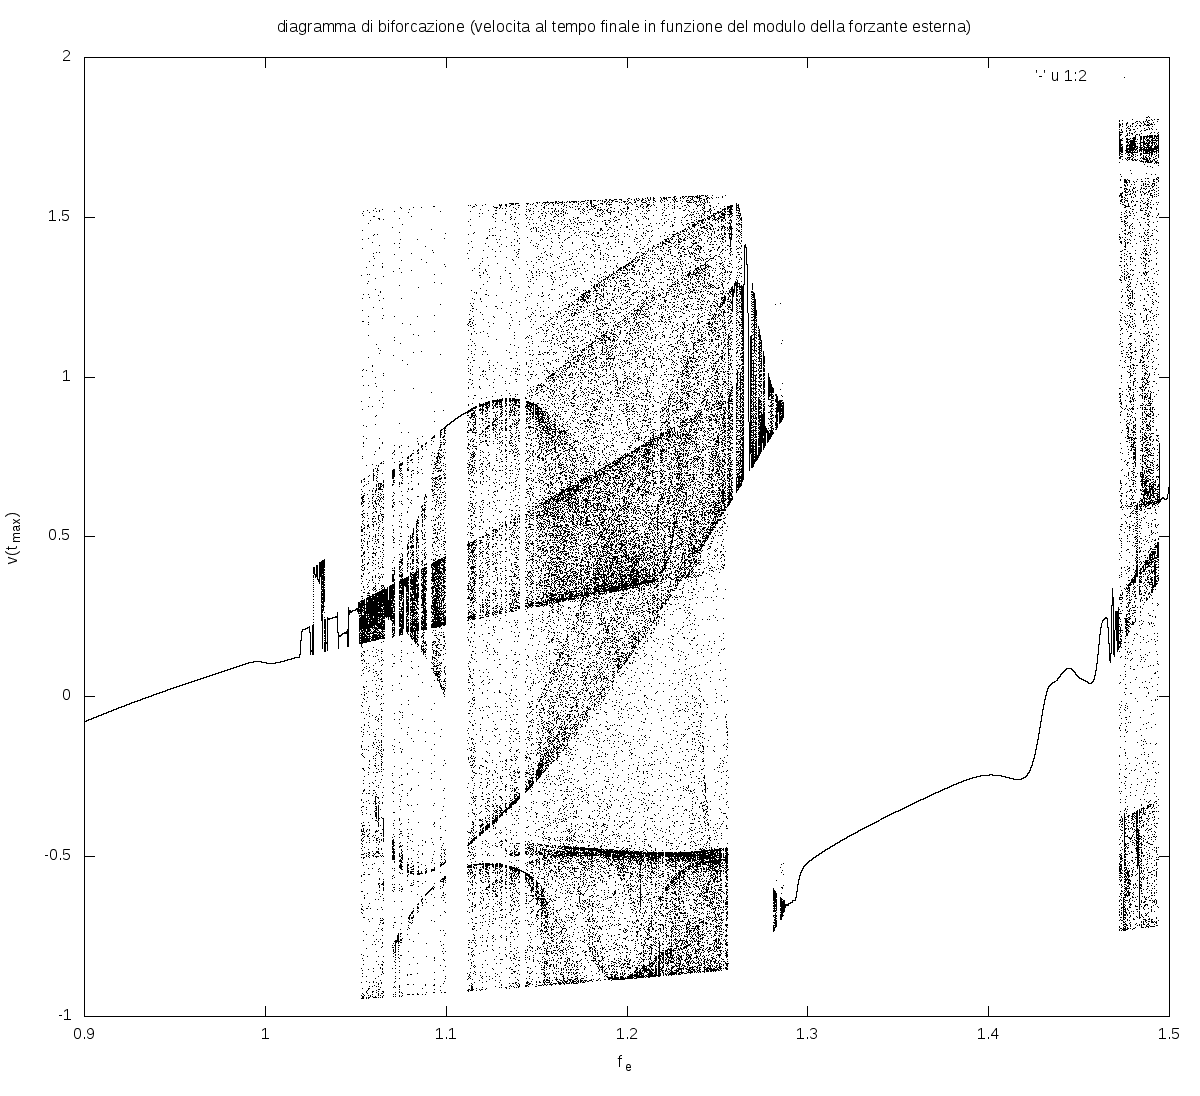 diagramma di biforcazione (velocita al tempo finale in funzione del modulo della forzante esterna)
'-' u 1:2
2
1.5
1
0.5
0
-0.5
-1
v(t max)
0.9 1 1.1 1.2 1.3 1.4 1.5
f e